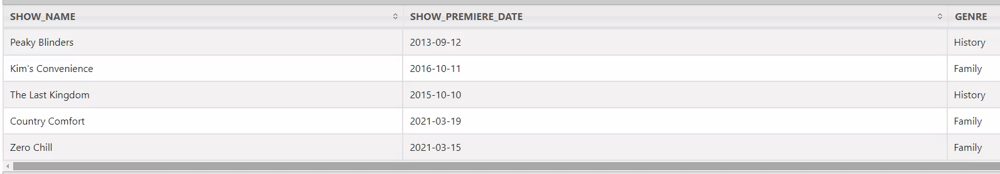 SHOW_NAME SHOW_PREMIERE_DATE GENRE
Peaky Blinders 2013-09-12 History
Kim's Convenience 2016-10-11 Family
The Last Kingdom 2015-10-10 History
Country Comfort 2021-03-19 Family
Zero Chill 2021-03-15 Family